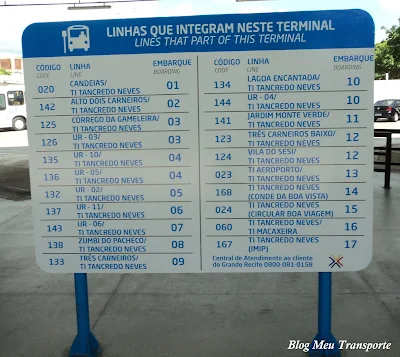 LINHAS QUE INTEGRAM NESTE TERMINAL
LINES THAT PART OF THIS TERMINAL
CÓDIGO LINHA EMBARQUE
CODE LINE BOARDING
020 CANDEIAS/ TI TANCREDO NEVES 01
142 ALTO DOIS CARNEIROS/ TI TANCREDO NEVES 02
125 CÓRREGO DA GAMELEIRA/ TI TANCREDO NEVES 03
126 UR - 03/ TI TANCREDO NEVES 03
135 UR - 10/ TI TANCREDO NEVES 04
136 UR - 05/ TI TANCREDO NEVES 04
132 UR - 02/ TI TANCREDO NEVES 05
137 UR - 11/ TI TANCREDO NEVES 06
143 UR - 06/ TI TANCREDO NEVES 07
138 ZUMBI DO PACHECO/ TI TANCREDO NEVES 08
133 TRÊS CARNEIROS/ TI TANCREDO NEVES 09
CÓDIGO LINHA EMBARQUE
CODE LINE BOARDING
134 LAGOA ENCANTADA/ TI TANCREDO NEVES 10
144 UR - 04/ TI TANCREDO NEVES 10
141 JARDIM MONTE VERDE/ TI TANCREDO NEVES 11
123 TRÊS CARNEIROS BAIXO/ TI TANCREDO NEVES 12
124 VILA DO SESI/ TI TANCREDO NEVES 12
023 TI AEROPORTO/ TI TANCREDO NEVES 13
168 TI TANCREDO NEVES (CONDE DA BOA VISTA) 14
024 TI TANCREDO NEVES (CIRCULAR BOA VIAGEM) 15
060 TI TANCREDO NEVES/ TI MACAXEIRA 16
167 TI TANCREDO NEVES (IMIP) 17
Central de Atendimento ao cliente
do Grande Recife 0800-081-0158
Blog Meu Transporte